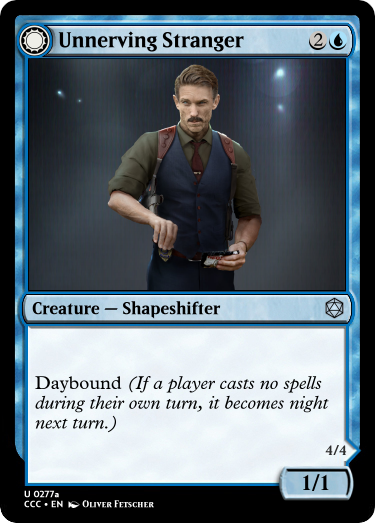 Unnerving Stranger 2
Creature — Shapeshifter
Daybound (If a player casts no spells
during their own turn, it becomes night
next turn.)
4/4
1/1
U 0277a
CCC • EN Oliver Fetscher